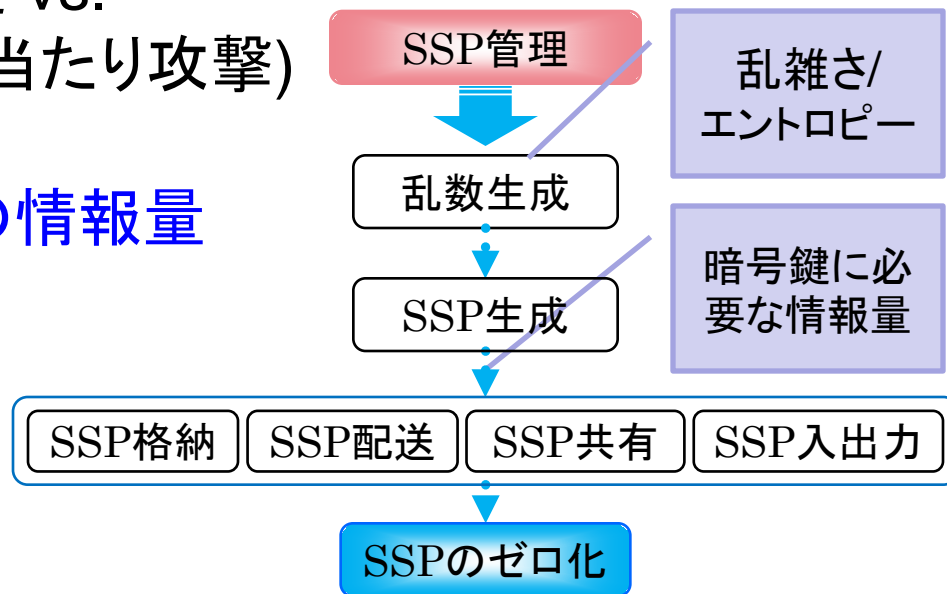 vs.
当たり攻撃)
の情報量
SSP管理
乱雑さ/
エントロピー
乱数生成
暗号鍵に必
要な情報量
SSP生成
SSP格納
SSP配送
SSP共有
SSP入出力
SSPのゼロ化